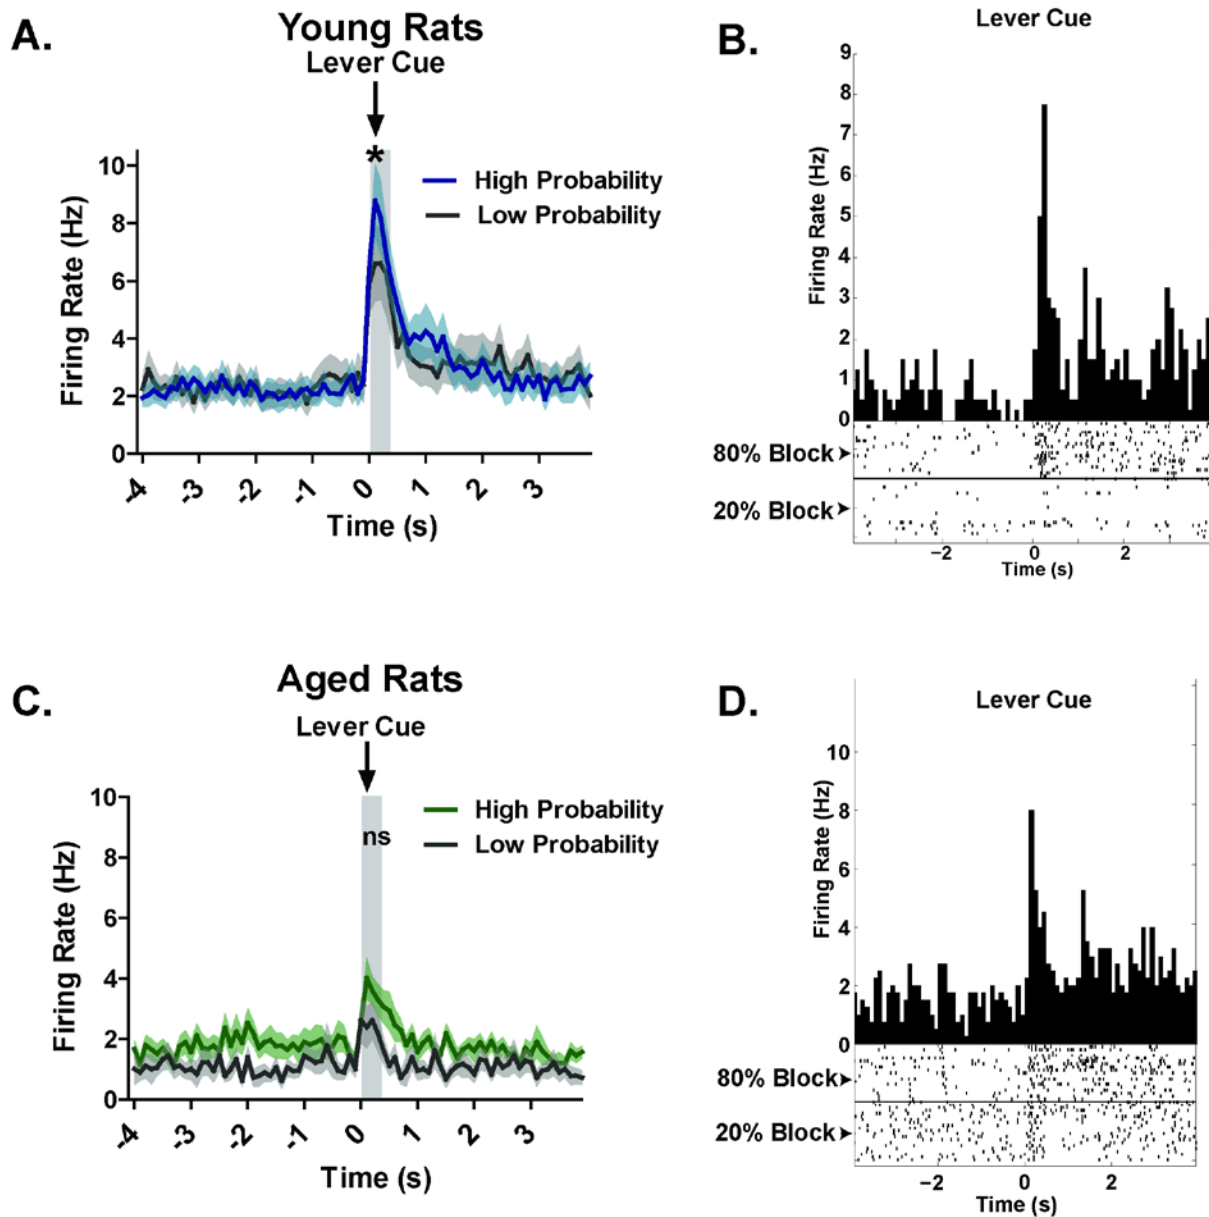 A.
Young Rats
Lever Cue
*
High Probability
Low Probability
10
8
6
4
2
0
Firing Rate (Hz)
-4 -3 -2 -1 0 1 2 3
Time (s)
B.
Lever Cue
9
8
7
6
5
4
3
2
1
0
Firing Rate (Hz)
80% Block
20% Block
−2 0 2
Time (s)
C.
Aged Rats
Lever Cue
ns
High Probability
Low Probability
10
8
6
4
2
0
Firing Rate (Hz)
-4 -3 -2 -1 0 1 2 3
Time (s)
D.
Lever Cue
10
8
6
4
2
0
Firing Rate (Hz)
80% Block
20% Block
−2 0 2
Time (s)